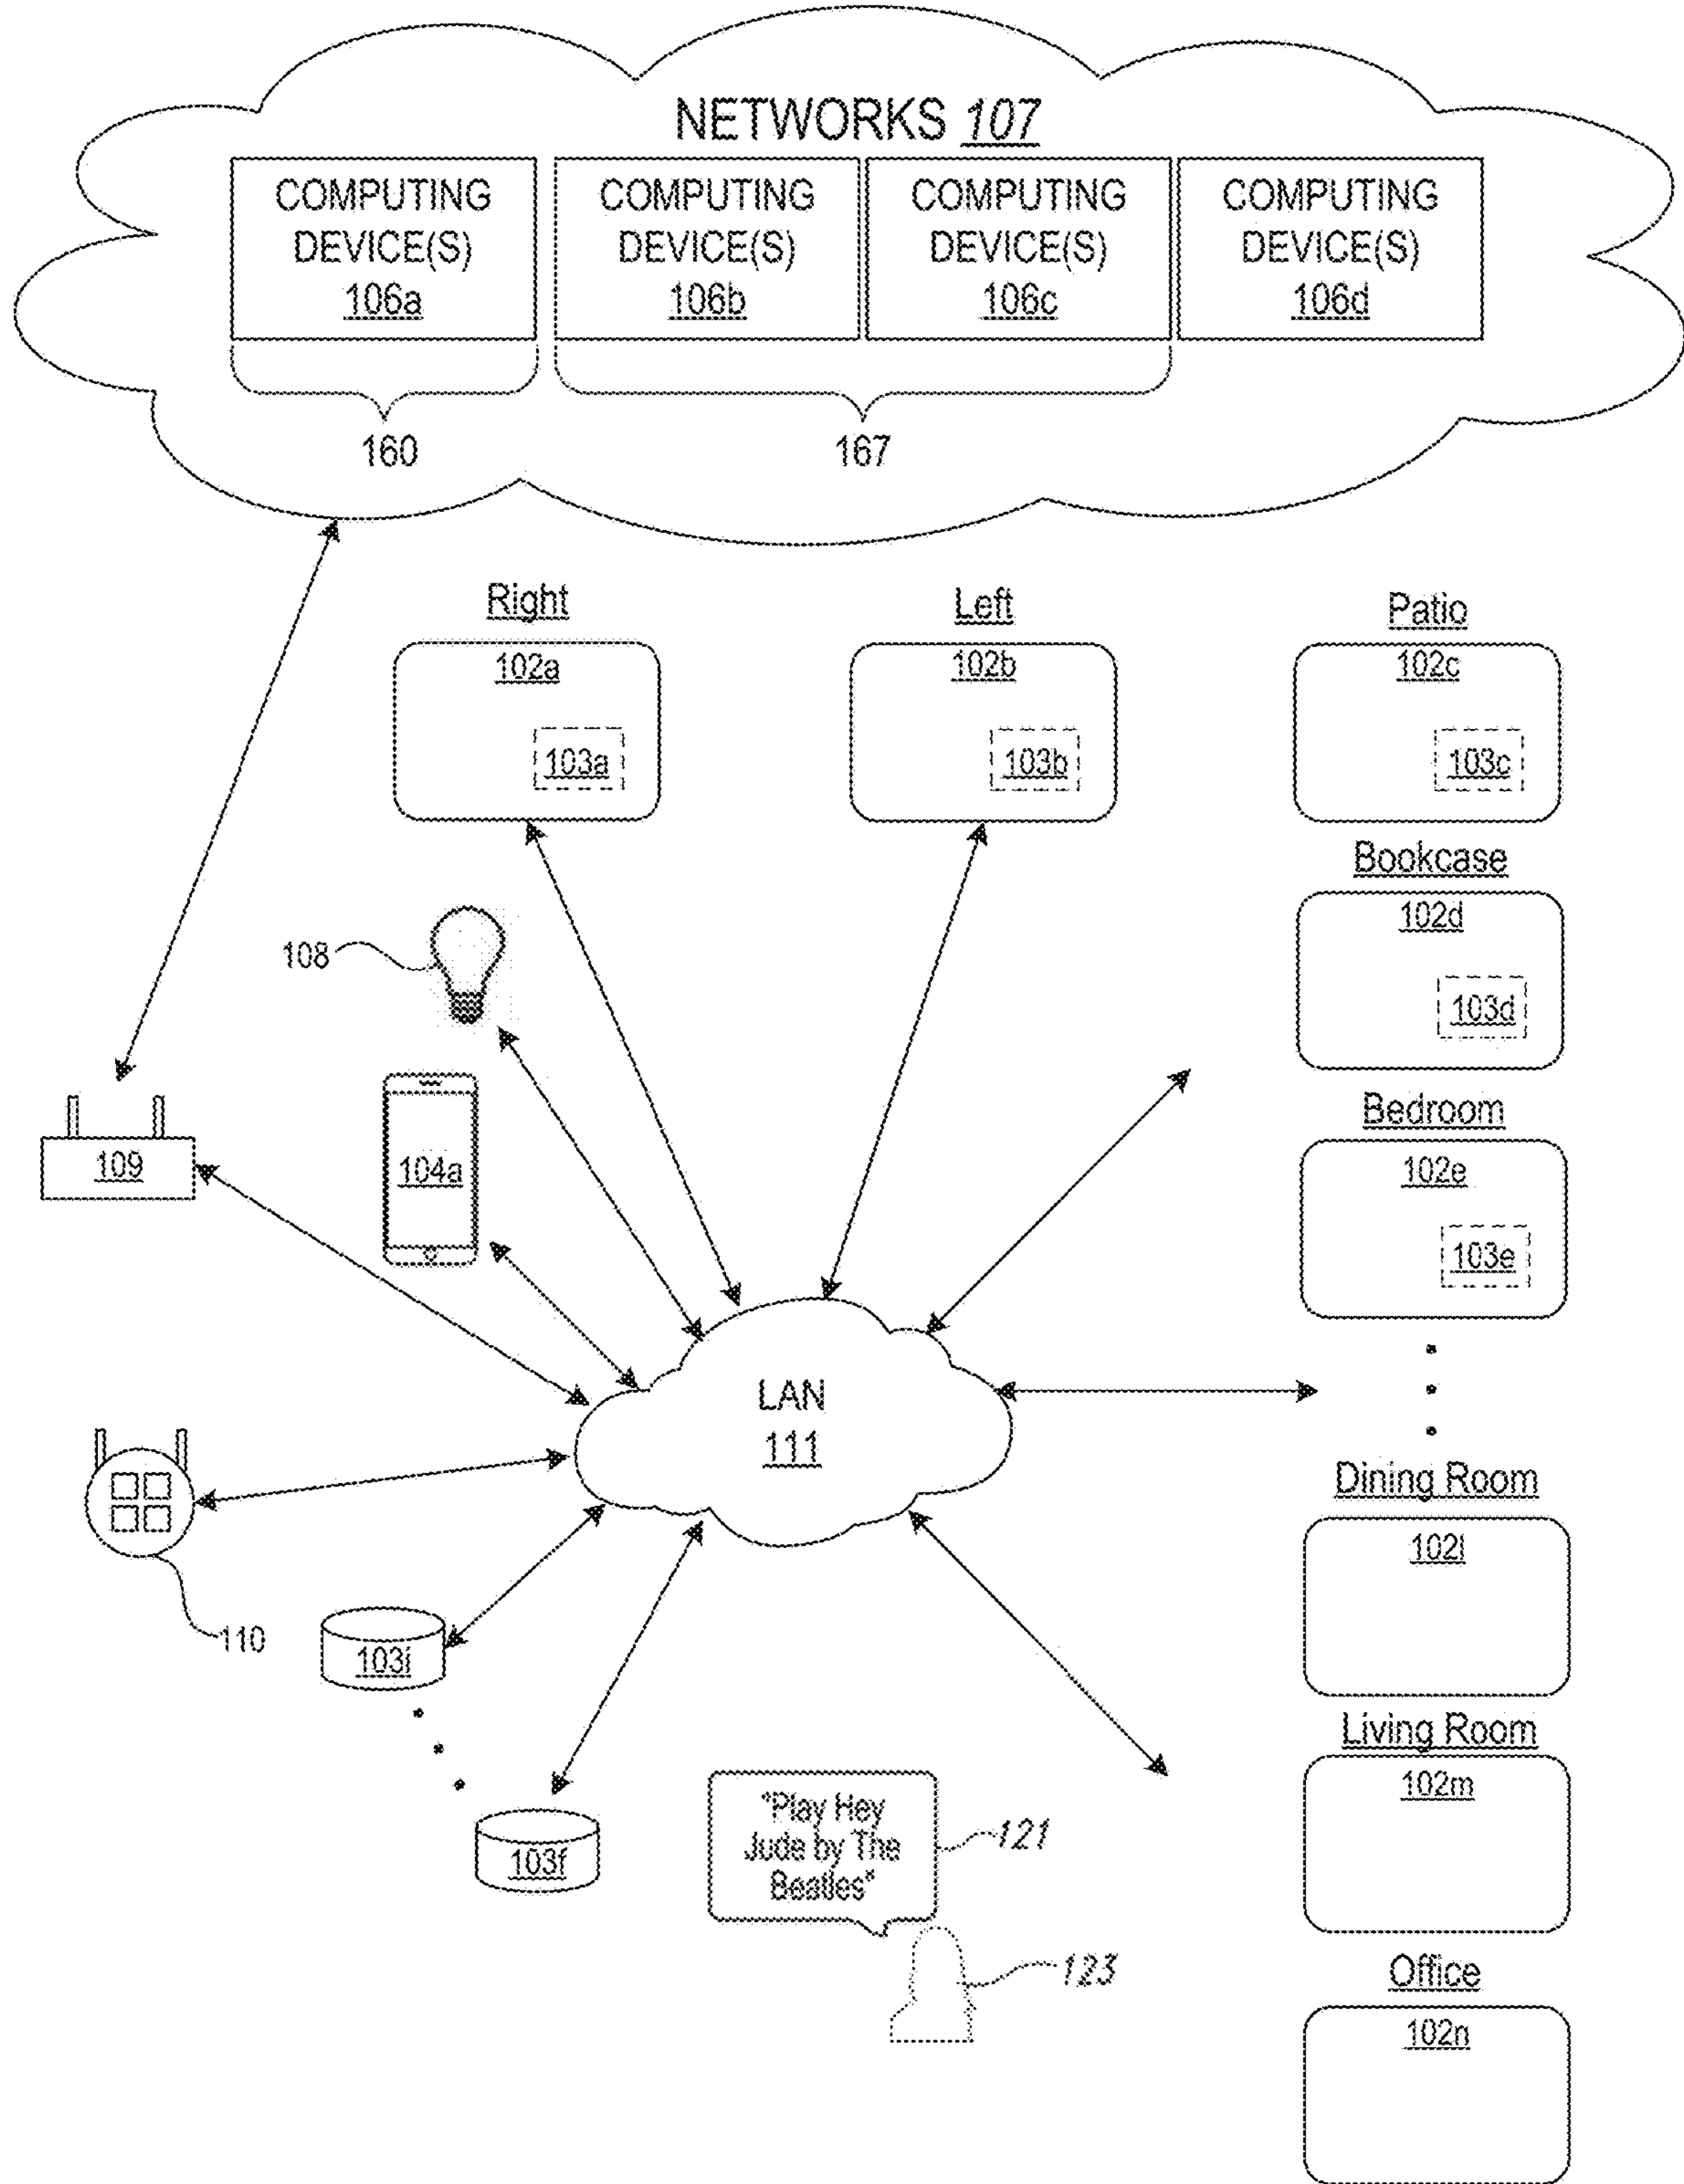 NETWORKS 107
COMPUTING
DEVICE(S)
106a
COMPUTING
DEVICE(S)
106b
COMPUTING
DEVICE(S)
106c
COMPUTING
DEVICE(S)
106d
160
167
Right
102a
103a
Left
102b
103b
Patio
102c
103c
Bookcase
102d
103d
Bedroom
102e
103e
108
104a
109
LAN
111
110
103i
103f
Dining Room
102l
Living Room
102m
Office
102n
"Play Hey
Jude by The
Beatles"
121
123